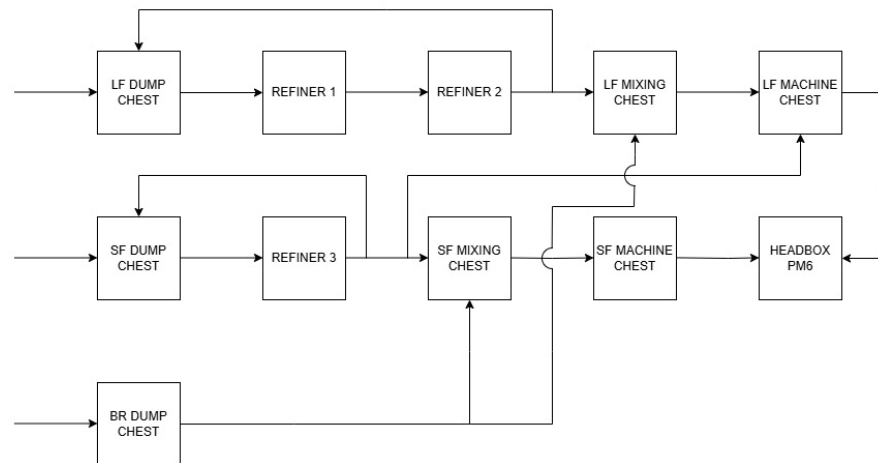 LF DUMP
CHEST
REFINER 1
REFINER 2
LF MIXING
CHEST
LF MACHINE
CHEST
SF DUMP
CHEST
REFINER 3
SF MIXING
CHEST
SF MACHINE
CHEST
HEADBOX
PM6
BR DUMP
CHEST